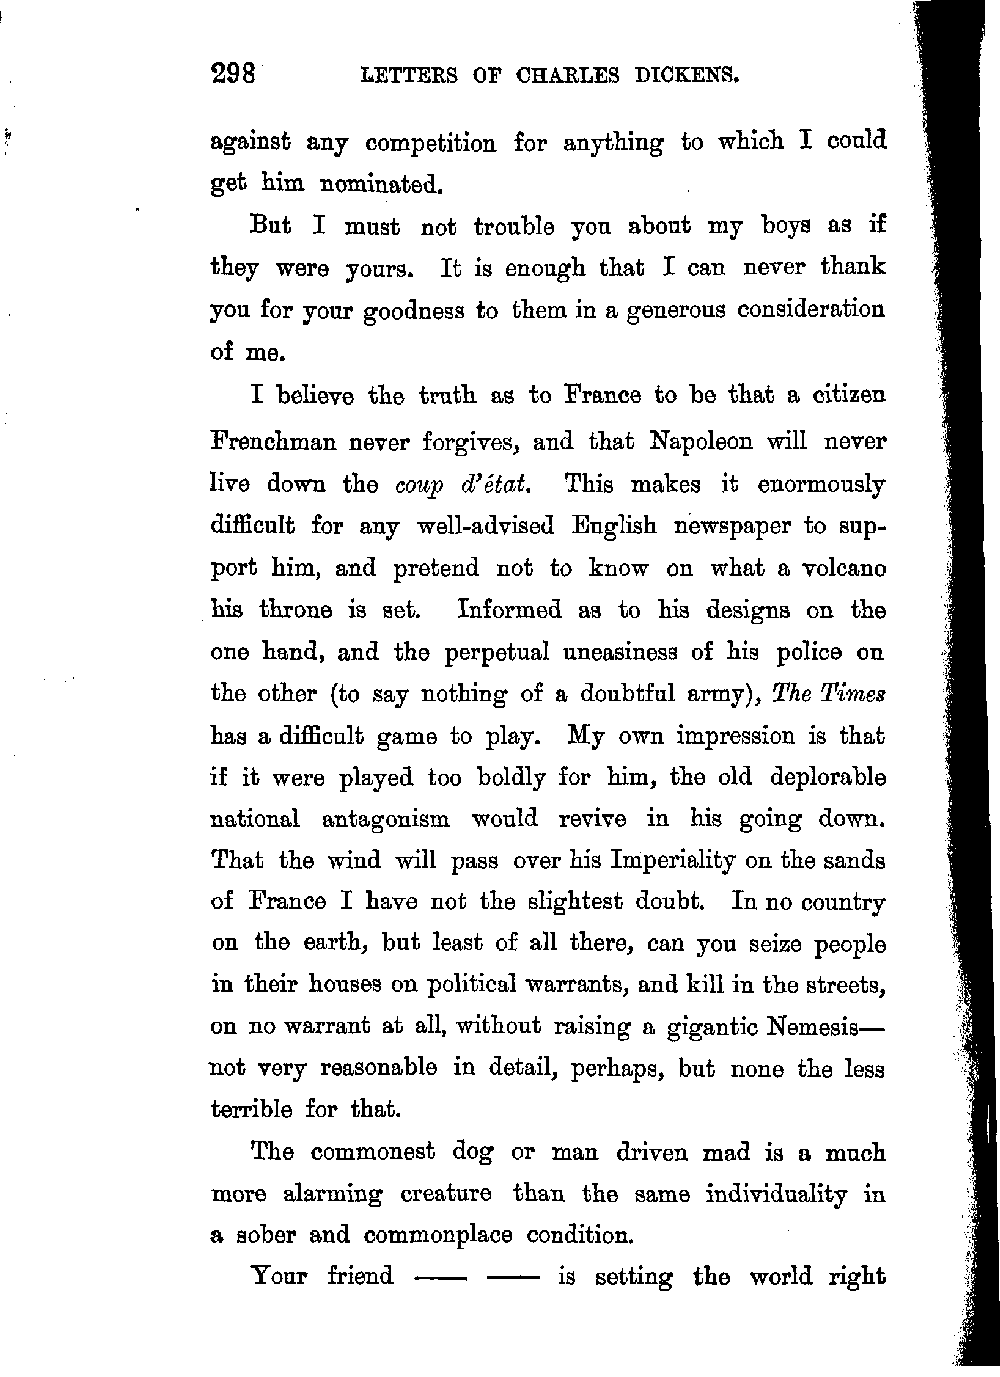 298 LETTERS OF CHARLES DICKENS.
against any competition for anything to which I could
get him nominated.
But I must not trouble you about my boys as if
they were yours. It is enough that I can never thank
you for your goodness to them in a generous consideration
of me.
I believe the truth as to France to be that a citizen
Frenchman never forgives, and that Napoleon will never
live down the coup d'état. This makes it enormously
difficult for any well-advised English newspaper to sup-
port him, and pretend not to know on what a volcano
his throne is set. Informed as to his designs on the
one hand, and the perpetual uneasiness of his police on
the other (to say nothing of a doubtful army), The Times
has a difficult game to play. My own impression is that
if it were played too boldly for him, the old deplorable
national antagonism would revive in his going down.
That the wind will pass over his Imperiality on the sands
of France I have not the slightest doubt. In no country
on the earth, but least of all there, can you seize people
in their houses on political warrants, and kill in the streets,
on no warrant at all, without raising a gigantic Nemesis—
not very reasonable in detail, perhaps, but none the less
terrible for that.
The commonest dog or man driven mad is a much
more alarming creature than the same individuality in
a sober and commonplace condition.
Your friend —— —— is setting the world right